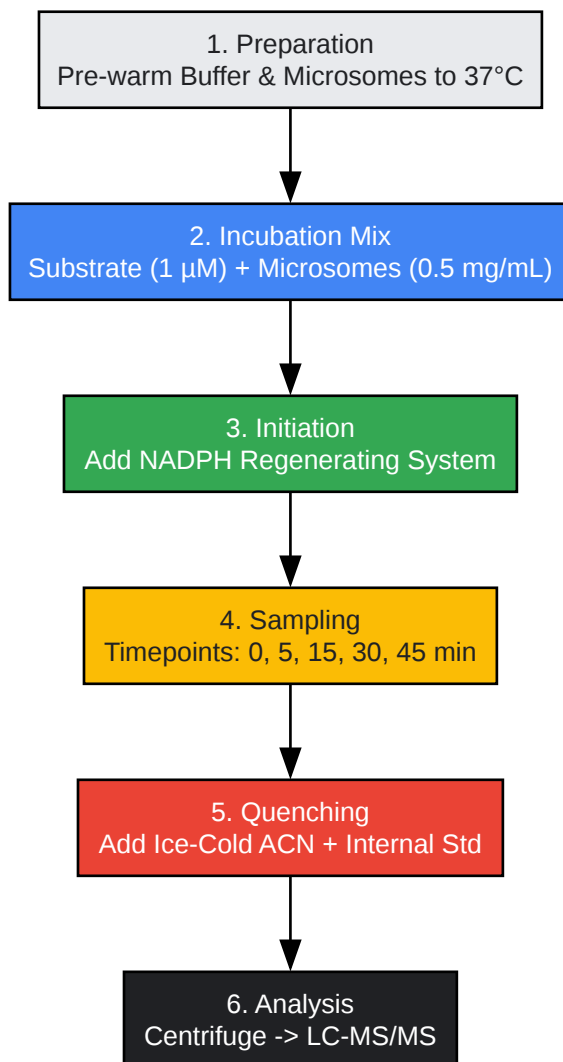 1. Preparation
Pre-warm Buffer & Microsomes to 37°C
2. Incubation Mix
Substrate (1 µM) + Microsomes (0.5 mg/mL)
3. Initiation
Add NADPH Regenerating System
4. Sampling
Timepoints: 0, 5, 15, 30, 45 min
5. Quenching
Add Ice-Cold ACN + Internal Std
6. Analysis
Centrifuge -> LC-MS/MS